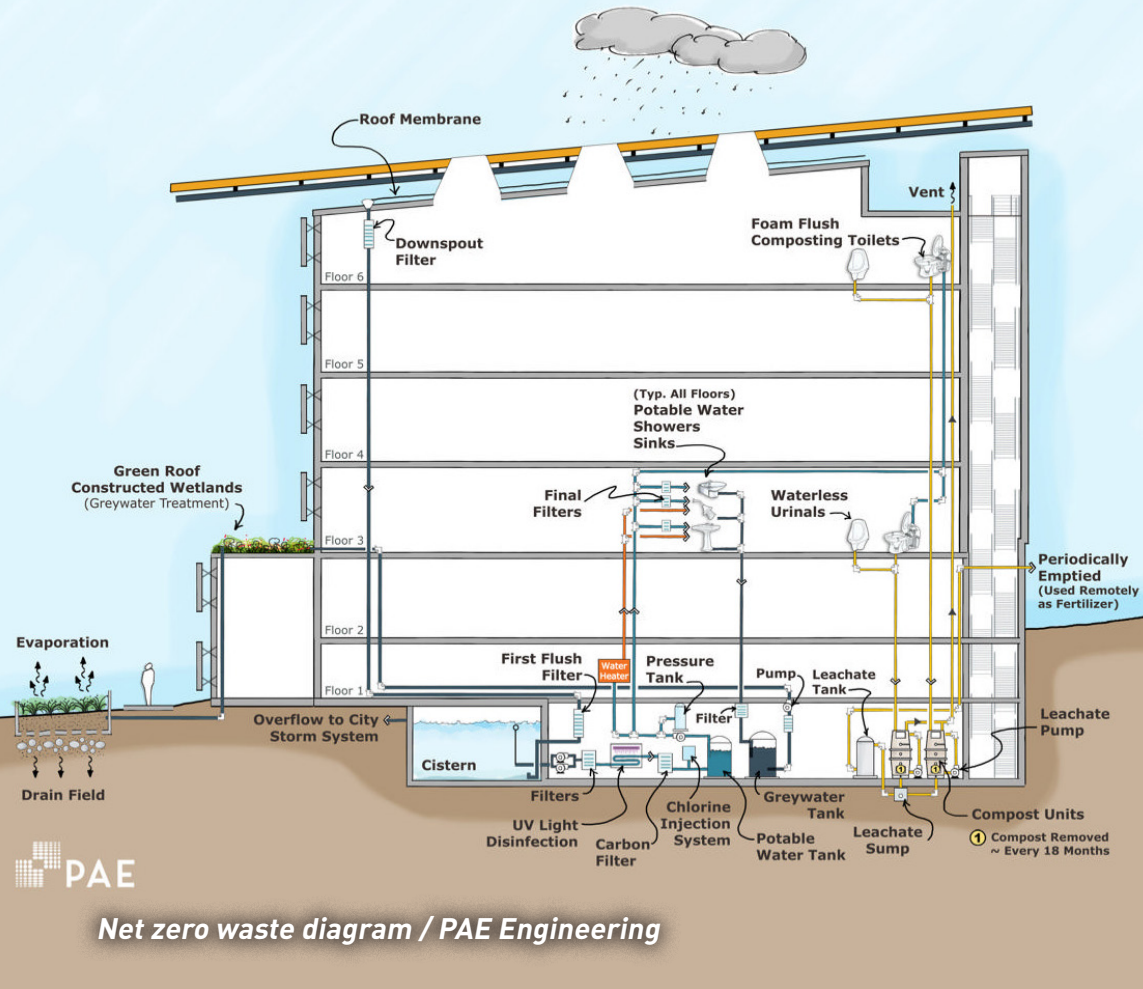 Roof Membrane
Vent
Downspout
Filter
Foam Flush
Composting Toilets
Floor 6
Floor 5
Floor 4
(Typ. All Floors)
Potable Water
Showers
Sinks
Green Roof
Constructed Wetlands
(Greywater Treatment)
Final
Filters
Waterless
Urinals
Floor 3
Periodically
Emptied
(Used Remotely
as Fertilizer)
Floor 2
Evaporation
First Flush
Filter
Water
Heater
Pressure
Tank
Pump
Leachate
Tank
Floor 1
Overflow to City
Storm System
Filter
Leachate
Pump
Cistern
Drain Field
Filters
UV Light
Disinfection
Carbon
Filter
Chlorine
Injection
System
Potable
Water Tank
Greywater
Tank
Leachate
Sump
1
1
Compost Units
1 Compost Removed
~ Every 18 Months
PAE
Net zero waste diagram / PAE Engineering